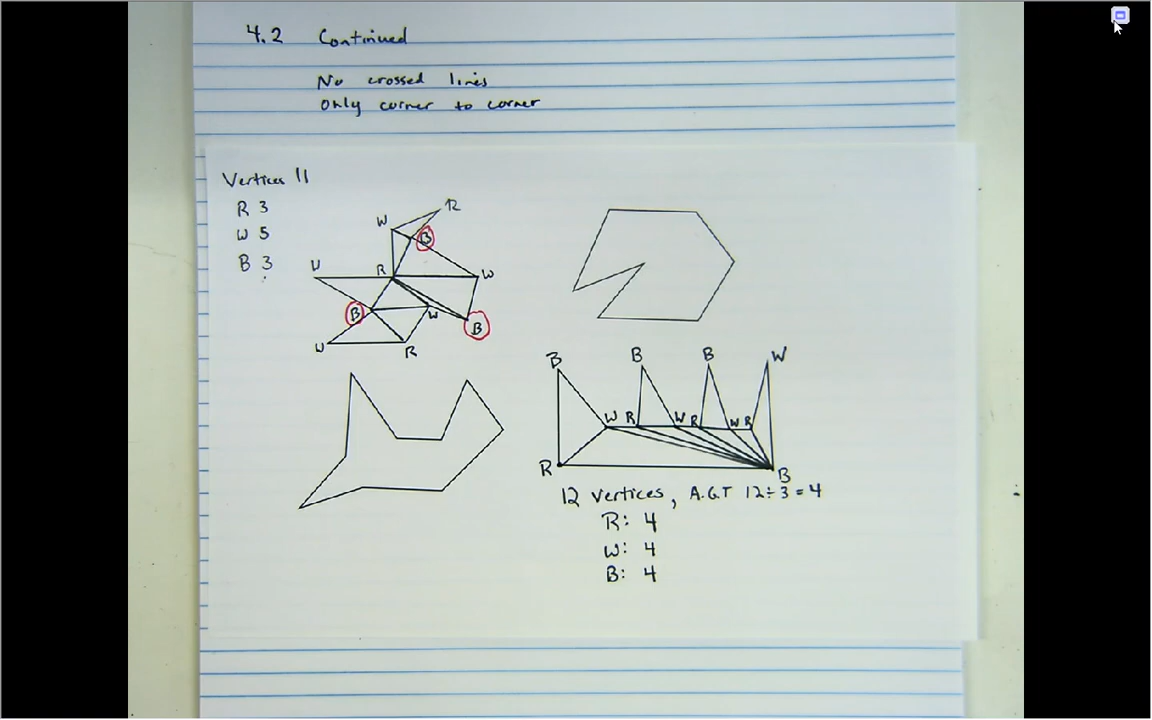 4.2 Continued
No crossed lines
Only corner to corner
Vertices 11
R 3
W 5
B 3
R
W
B
W R W
B W B
W R
B B B W
W R W R W R
R B
12 Vertices, A.G.T 12÷3=4
R: 4
W: 4
B: 4